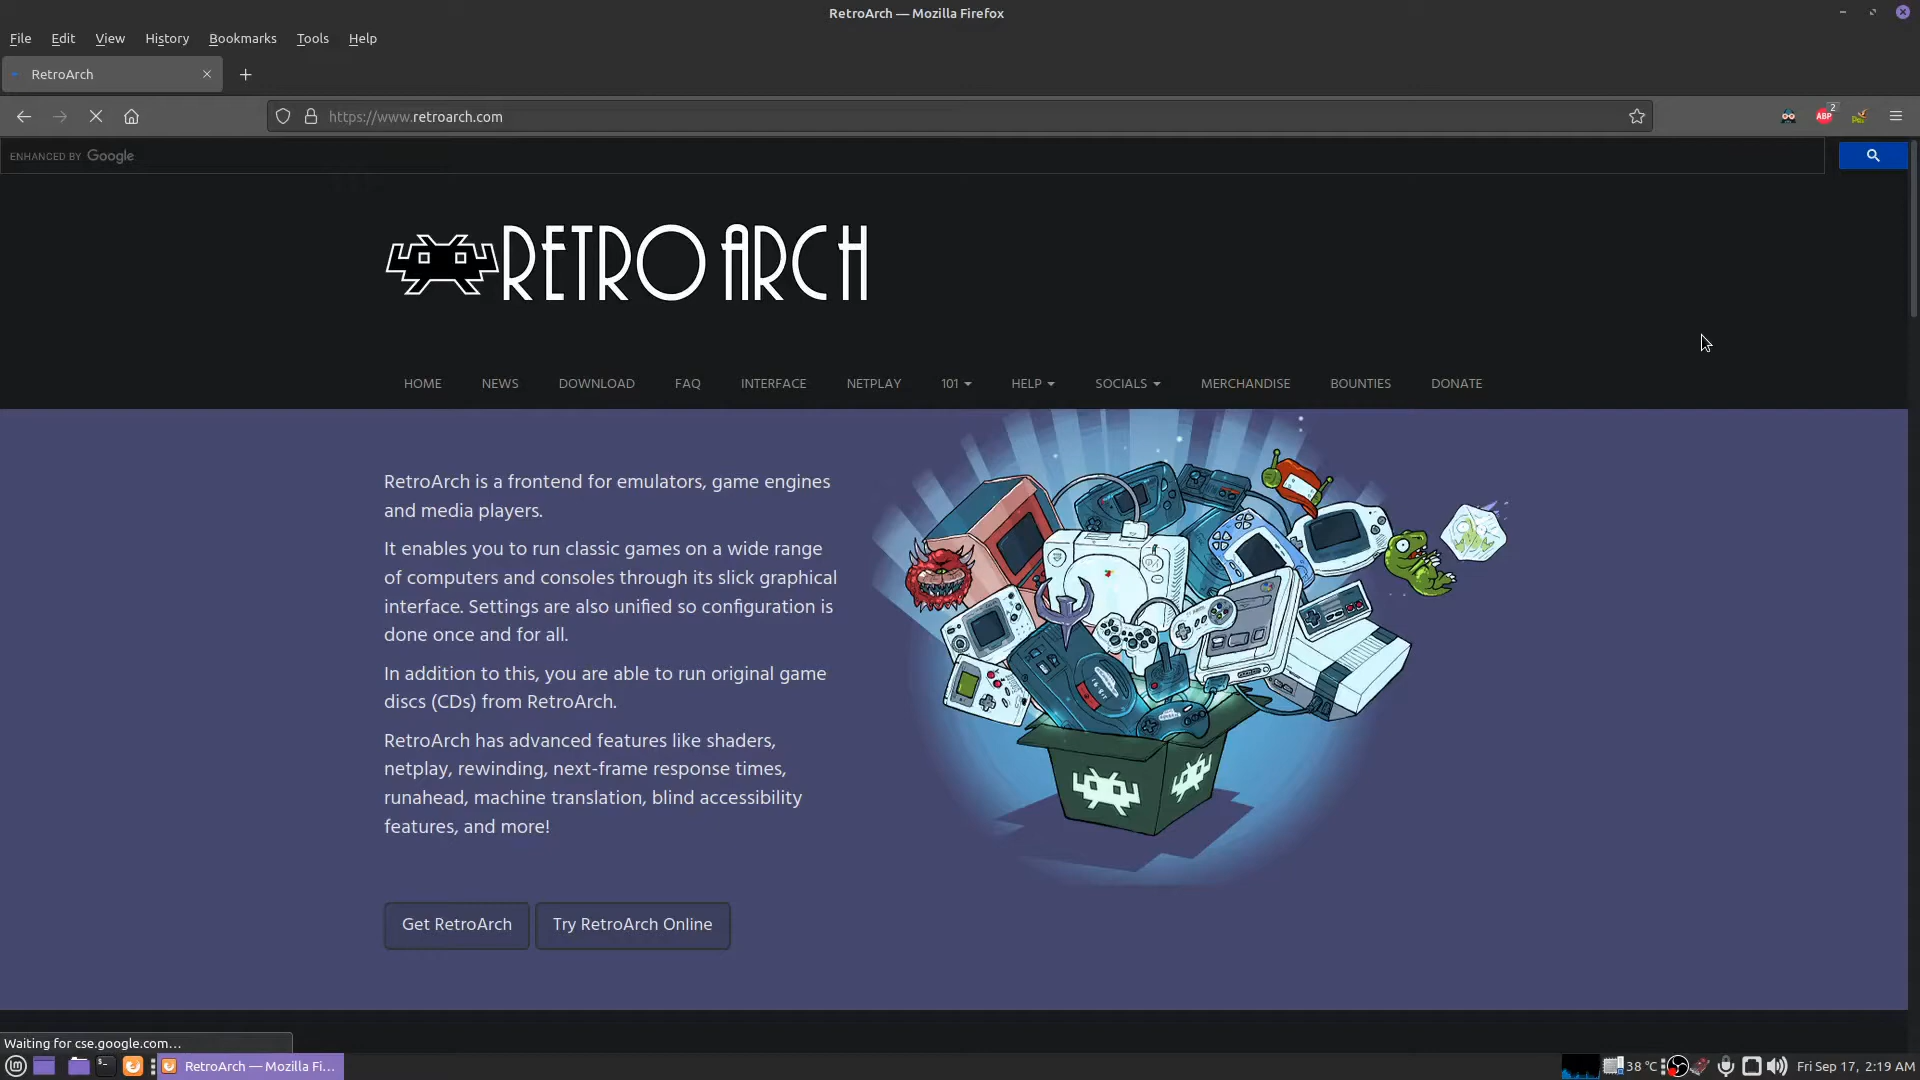 RetroArch — Mozilla Firefox
File Edit View History Bookmarks Tools Help
RetroArch
https://www.retroarch.com
ABP 2
ENHANCED BY Google
RETROARCH
HOME NEWS DOWNLOAD FAQ INTERFACE NETPLAY 101 HELP SOCIALS MERCHANDISE BOUNTIES DONATE
RetroArch is a frontend for emulators, game engines
and media players.
It enables you to run classic games on a wide range
of computers and consoles through its slick graphical
interface. Settings are also unified so configuration is
done once and for all.
In addition to this, you are able to run original game
discs (CDs) from RetroArch.
RetroArch has advanced features like shaders,
netplay, rewinding, next-frame response times,
runahead, machine translation, blind accessibility
features, and more!
Get RetroArch Try RetroArch Online
Waiting for cse.google.com…
RetroArch — Mozilla Fi… 38 °C Fri Sep 17, 2:19 AM